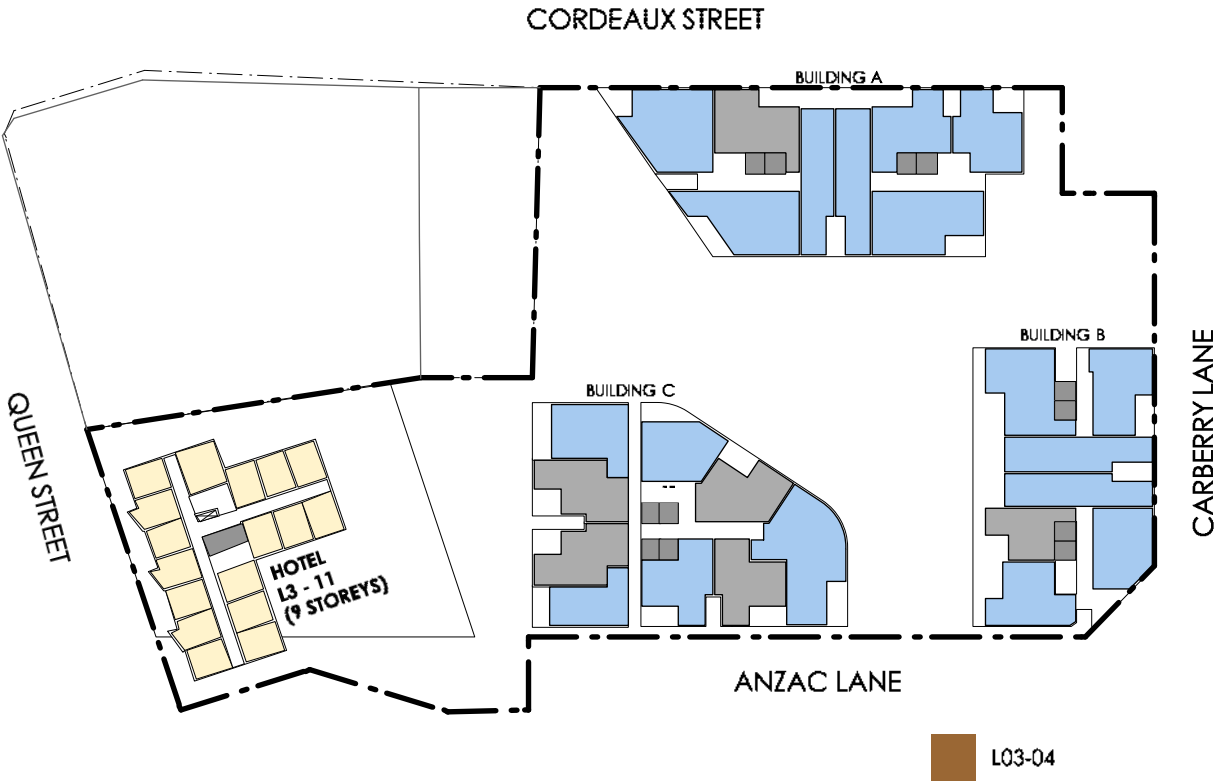 CORDEAUX STREET
BUILDING A
BUILDING B
BUILDING C
CARBERRY LANE
QUEEN STREET
HOTEL
L3 - 11
(9 STOREYS)
ANZAC LANE
L03-04